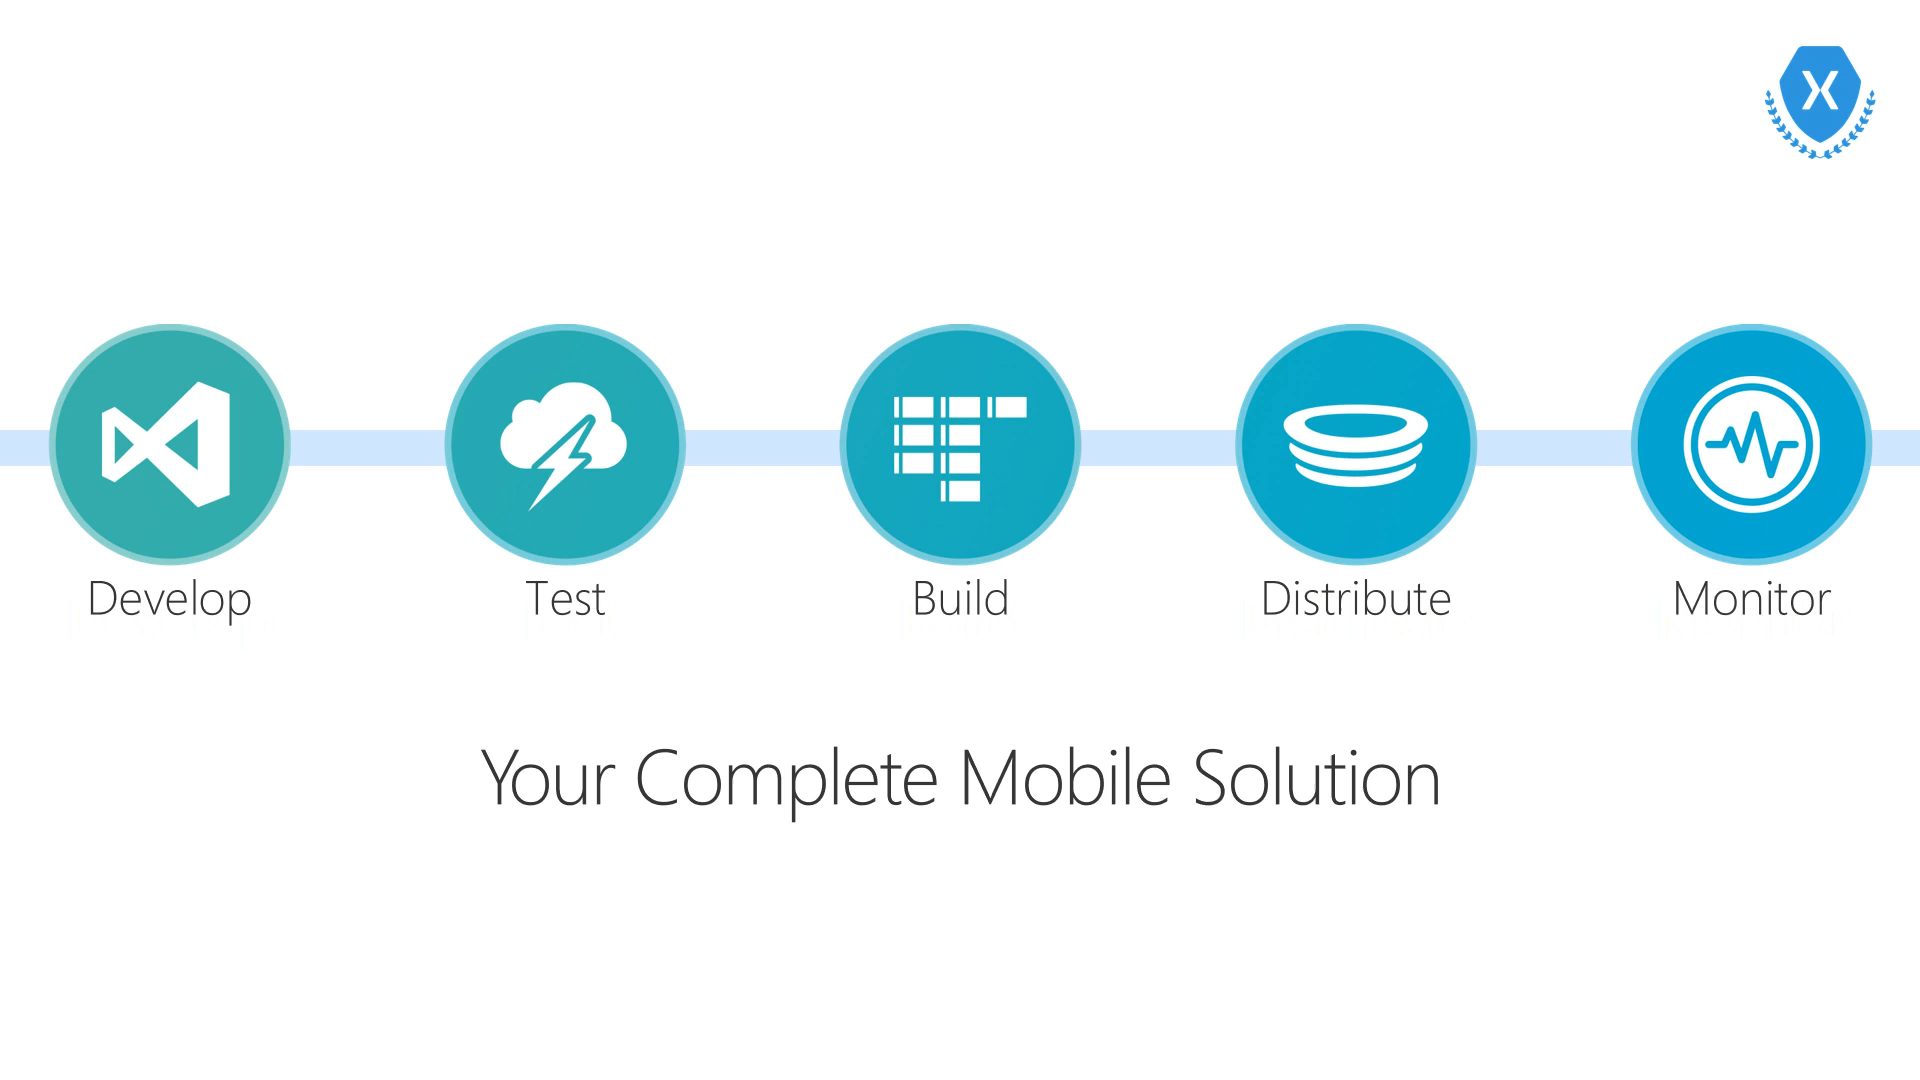 X
Develop
Test
Build
Distribute
Monitor
Your Complete Mobile Solution